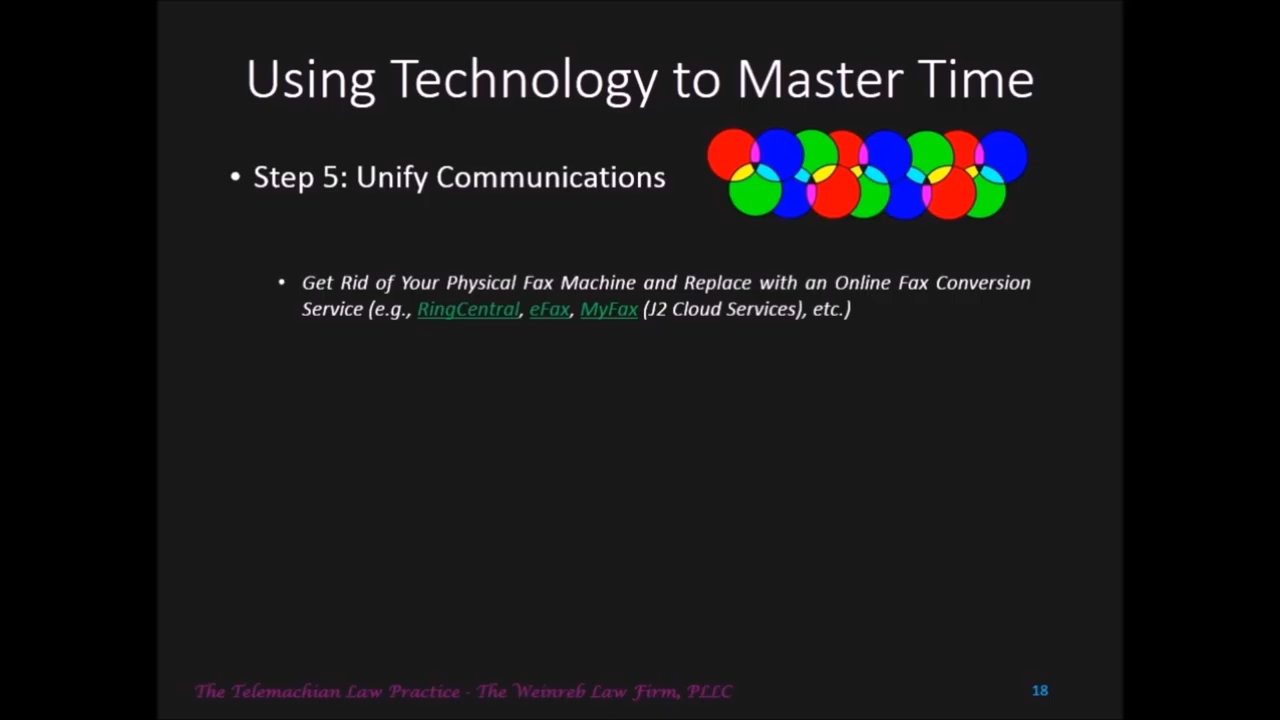 Using Technology to Master Time
• Step 5: Unify Communications
• Get Rid of Your Physical Fax Machine and Replace with an Online Fax Conversion
Service (e.g., RingCentral, eFax, MyFax (J2 Cloud Services), etc.)
The Telemachian Law Practice - The Weinreb Law Firm, PLLC
18